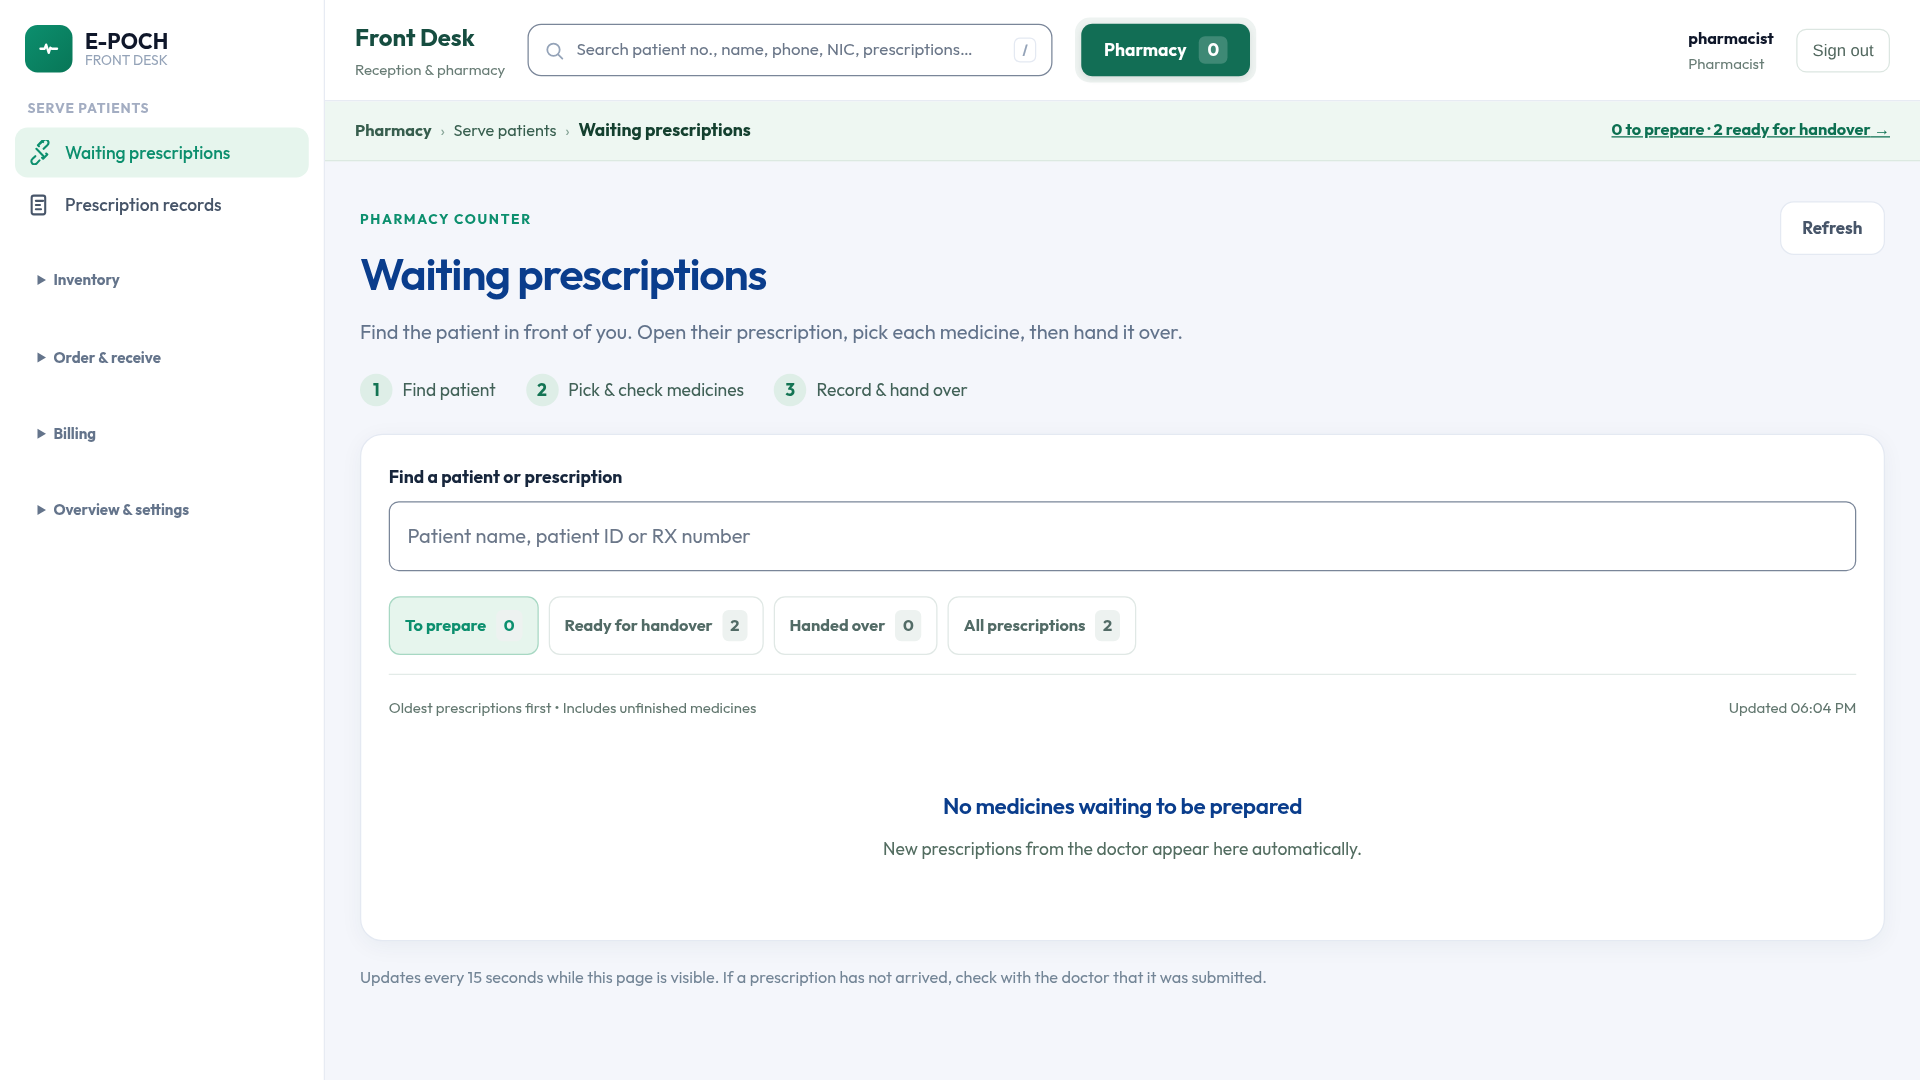 E-POCH
FRONT DESK
SERVE PATIENTS
Waiting prescriptions
Prescription records
Inventory
Order & receive
Billing
Overview & settings
Front Desk
Reception & pharmacy
Search patient no., name, phone, NIC, prescriptions...
/
Pharmacy 0
pharmacist
Pharmacist
Sign out
Pharmacy › Serve patients › Waiting prescriptions
0 to prepare · 2 ready for handover →
PHARMACY COUNTER
Refresh
Waiting prescriptions
Find the patient in front of you. Open their prescription, pick each medicine, then hand it over.
1 Find patient 2 Pick & check medicines 3 Record & hand over
Find a patient or prescription
Patient name, patient ID or RX number
To prepare 0 Ready for handover 2 Handed over 0 All prescriptions 2
Oldest prescriptions first • Includes unfinished medicines
Updated 06:04 PM
No medicines waiting to be prepared
New prescriptions from the doctor appear here automatically.
Updates every 15 seconds while this page is visible. If a prescription has not arrived, check with the doctor that it was submitted.